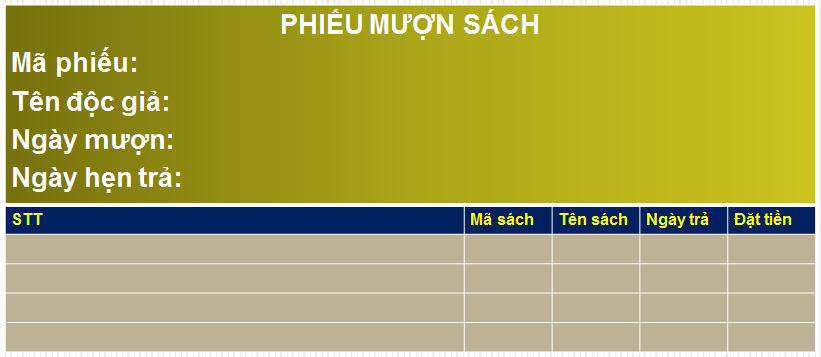 PHIẾU MƯỢN SÁCH
Mã phiếu:
Tên độc giả:
Ngày mượn:
Ngày hẹn trả:
STT Mã sách Tên sách Ngày trả Đặt tiền